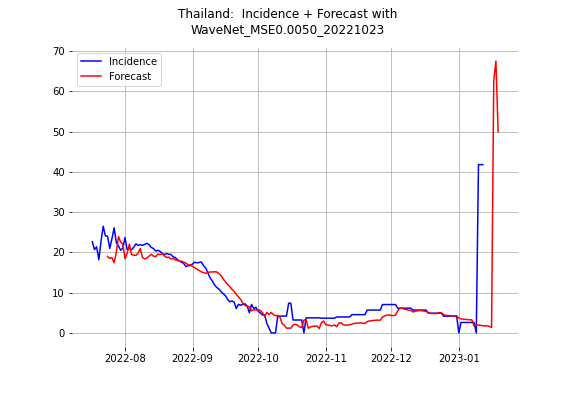 Thailand:  Incidence + Forecast with
WaveNet_MSE0.0050_20221023
Incidence
Forecast
70
60
50
40
30
20
10
0
2022-08 2022-09 2022-10 2022-11 2022-12 2023-01